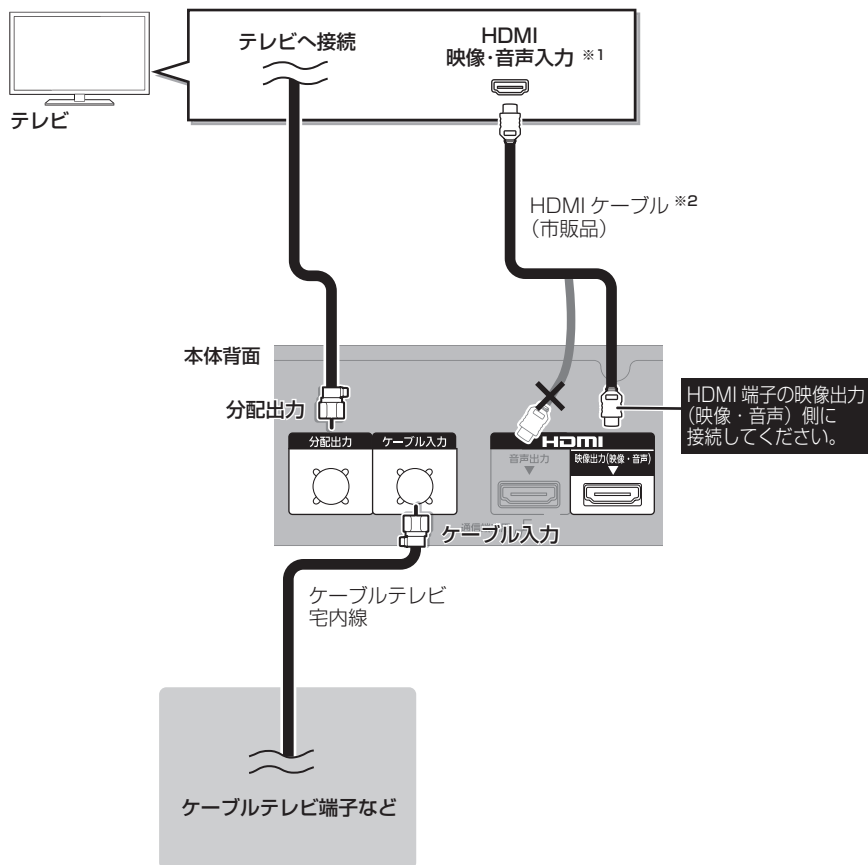 テレビへ接続
HDMI
映像・音声入力 ※1
テレビ
HDMI ケーブル ※2
（市販品）
本体背面
分配出力
HDMI 端子の映像出力
（映像・音声）側に
接続してください。
分配出力
ケーブル入力
HDMI
音声出力
映像出力(映像・音声)
ケーブル入力
ケーブルテレビ
宅内線
ケーブルテレビ端子など